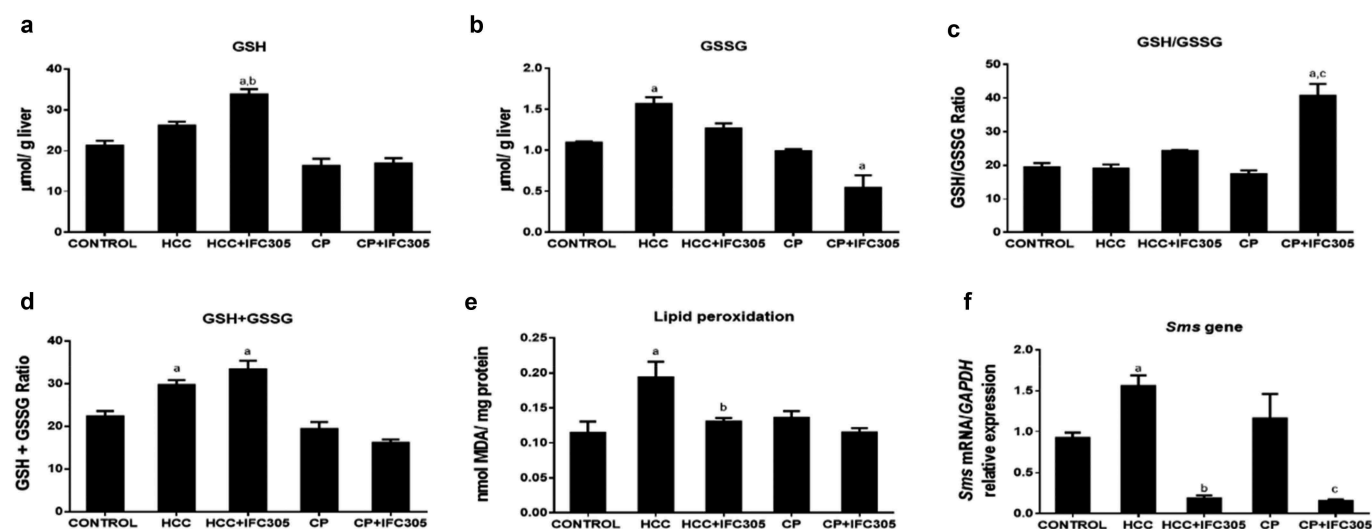 a
GSH
µmol/ g liver
40
30
20
10
0
a,b
CONTROL HCC HCC+IFC305 CP CP+IFC305
b
GSSG
µmol/ g liver
2.0
1.5
1.0
0.5
0.0
a
a
CONTROL HCC HCC+IFC305 CP CP+IFC305
c
GSH/GSSG
GSH/GSSG Ratio
50
40
30
20
10
0
a,c
CONTROL HCC HCC+IFC305 CP CP+IFC305
d
GSH+GSSG
GSH + GSSG Ratio
40
30
20
10
0
a
a
CONTROL HCC HCC+IFC305 CP CP+IFC305
e
Lipid peroxidation
nmol MDA/ mg protein
0.25
0.20
0.15
0.10
0.05
0.00
a
b
CONTROL HCC HCC+IFC305 CP CP+IFC305
f
Sms gene
Sms mRNA/GAPDH
relative expression
2.0
1.5
1.0
0.5
0.0
a
b
c
CONTROL HCC HCC+IFC305 CP CP+IFC305